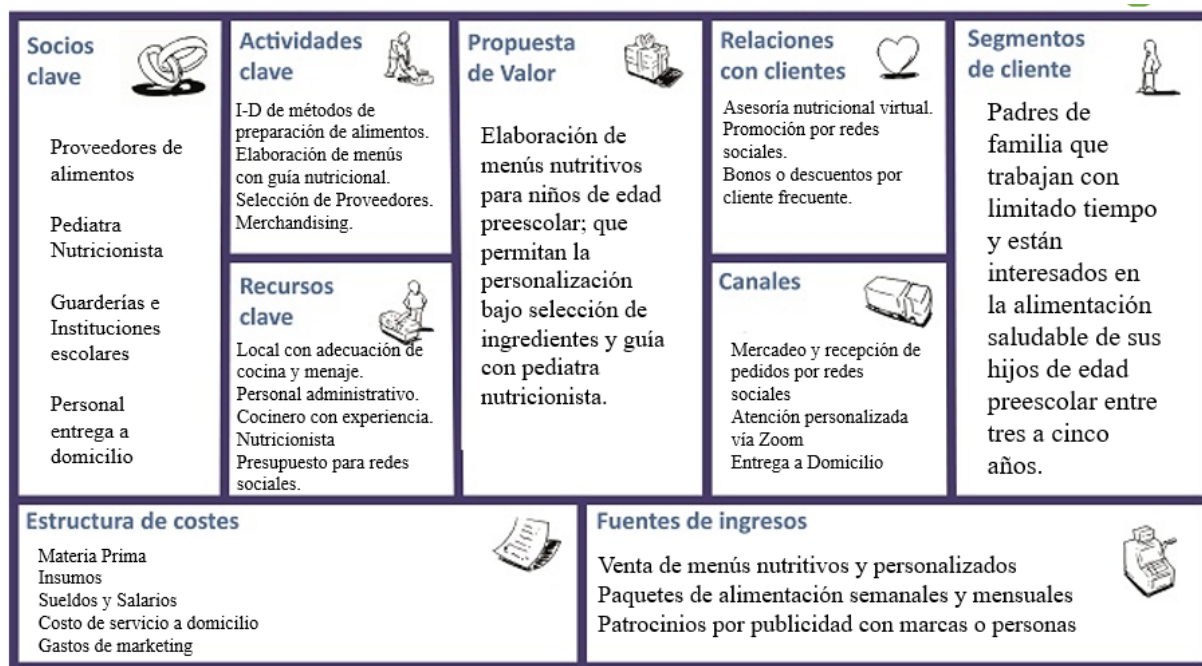 Socios
clave
Proveedores de
alimentos
Pediatra
Nutricionista
Guarderías e
Instituciones
escolares
Personal
entrega a
domicilio
Actividades
clave
I-D de métodos de
preparación de alimentos.
Elaboración de menús
con guía nutricional.
Selección de Proveedores.
Merchandising.
Recursos
clave
Local con adecuación de
cocina y menaje.
Personal administrativo.
Cocinero con experiencia.
Nutricionista
Presupuesto para redes
sociales.
Propuesta
de Valor
Elaboración de
menús nutritivos
para niños de edad
preescolar; que
permitan la
personalización
bajo selección de
ingredientes y guía
con pediatra
nutricionista.
Relaciones
con clientes
Asesoría nutricional virtual.
Promoción por redes
sociales.
Bonos o descuentos por
cliente frecuente.
Canales
Mercadeo y recepción de
pedidos por redes
sociales
Atención personalizada
vía Zoom
Entrega a Domicilio
Segmentos
de cliente
Padres de
familia que
trabajan con
limitado tiempo
y están
interesados en
la alimentación
saludable de sus
hijos de edad
preescolar entre
tres a cinco
años.
Estructura de costes
Materia Prima
Insumos
Sueldos y Salarios
Costo de servicio a domicilio
Gastos de marketing
Fuentes de ingresos
Venta de menús nutritivos y personalizados
Paquetes de alimentación semanales y mensuales
Patrocinios por publicidad con marcas o personas